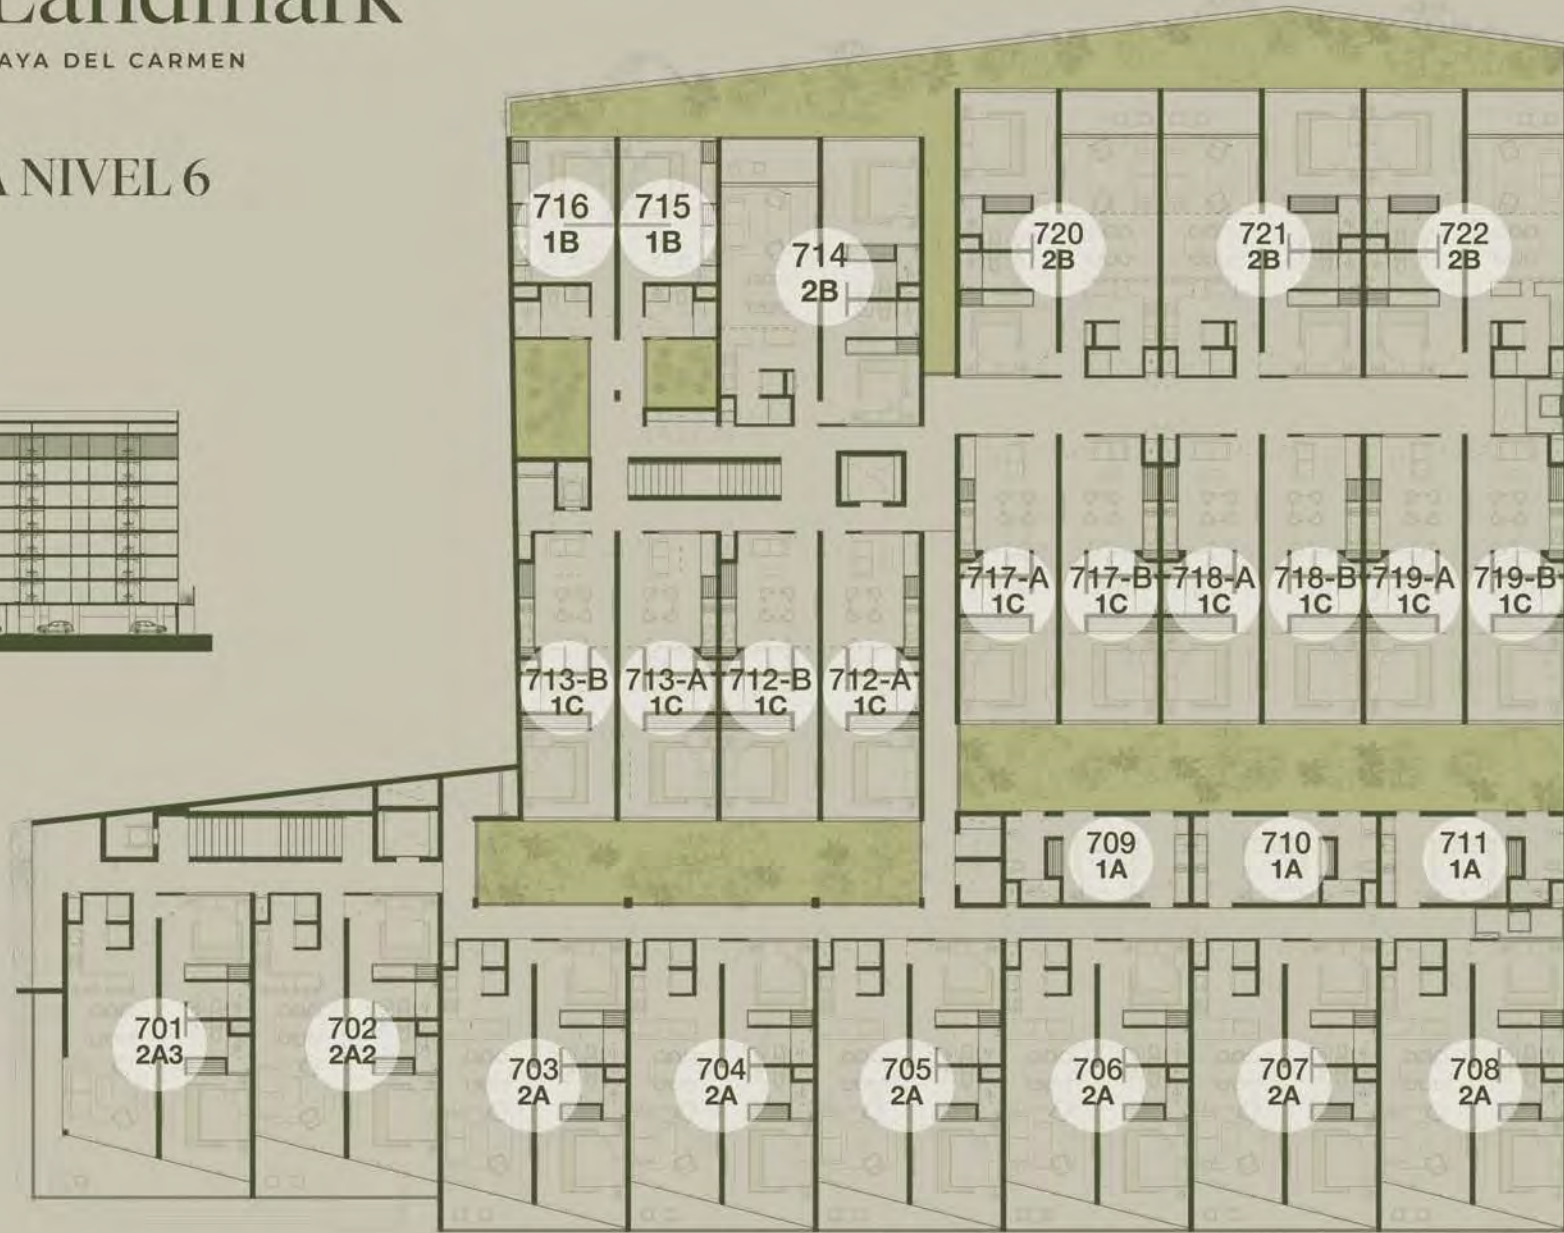 Landmark
AYA DEL CARMEN
A NIVEL 6
716
1B
715
1B
714
2B
720
2B
721
2B
722
2B
717-A
1C
717-B
1C
718-A
1C
718-B
1C
719-A
1C
719-B
1C
713-B
1C
713-A
1C
712-B
1C
712-A
1C
709
1A
710
1A
711
1A
701
2A3
702
2A2
703
2A
704
2A
705
2A
706
2A
707
2A
708
2A